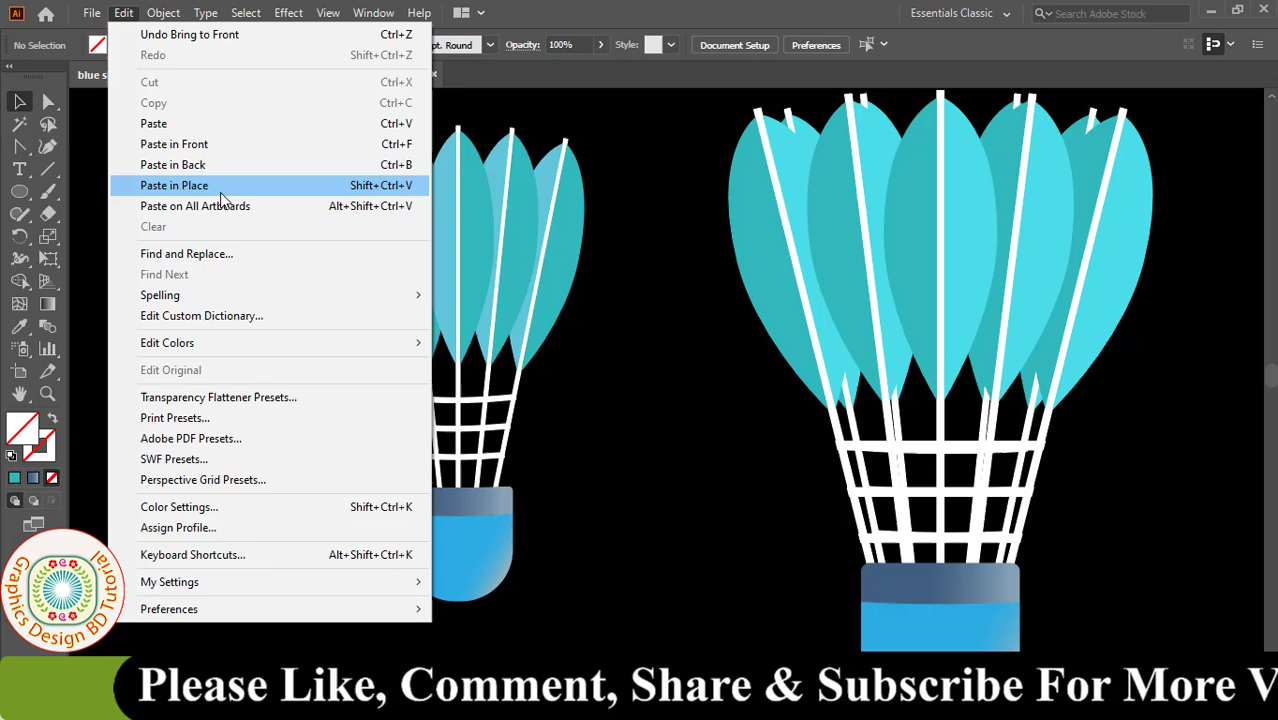 Ai File Edit Object Type Select Effect View Window Help Essentials Classic Search Adobe Stock
No Selection pt. Round Opacity: 100% Style: Document Setup Preferences
blue s
Undo Bring to Front Ctrl+Z
Redo Shift+Ctrl+Z
Cut Ctrl+X
Copy Ctrl+C
Paste Ctrl+V
Paste in Front Ctrl+F
Paste in Back Ctrl+B
Paste in Place Shift+Ctrl+V
Paste on All Artboards Alt+Shift+Ctrl+V
Clear
Find and Replace...
Find Next
Spelling
Edit Custom Dictionary...
Edit Colors
Edit Original
Transparency Flattener Presets...
Print Presets...
Adobe PDF Presets...
SWF Presets...
Perspective Grid Presets...
Color Settings... Shift+Ctrl+K
Assign Profile...
Keyboard Shortcuts... Alt+Shift+Ctrl+K
My Settings
Preferences
Graphics Design BD Tutorial
Please Like, Comment, Share & Subscribe For More V